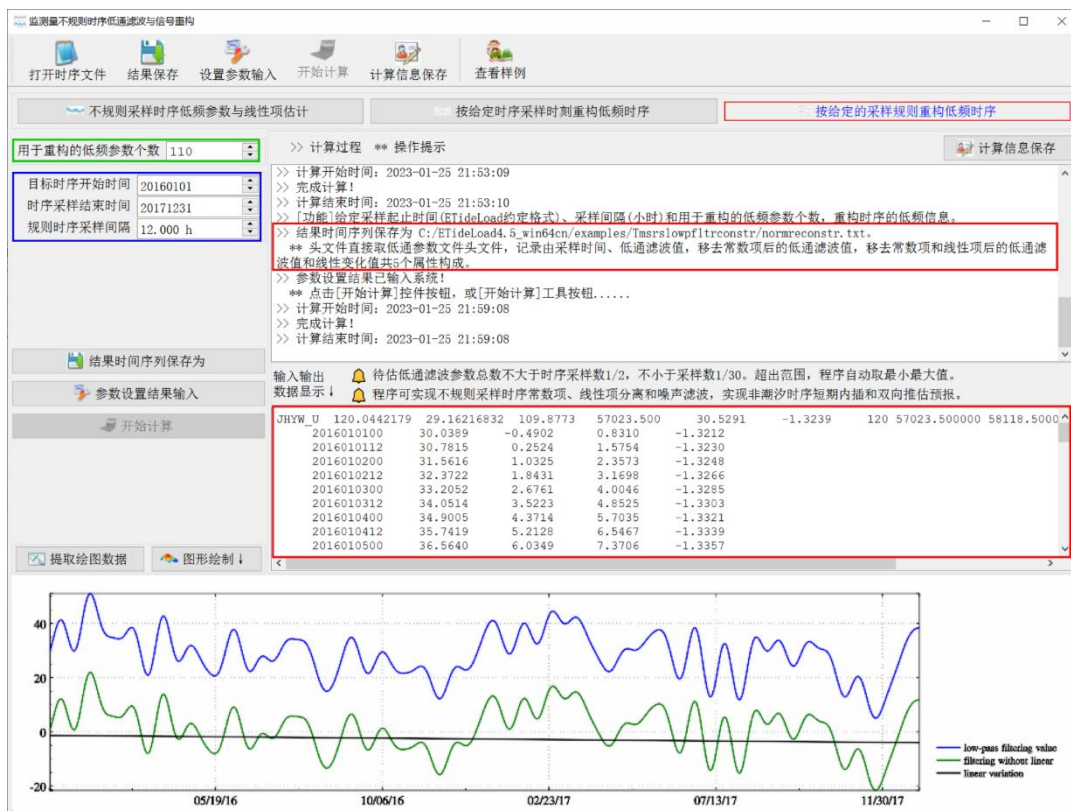 监测量不规则时序低通滤波与信号重构
打开时序文件 结果保存 设置参数输入 开始计算 计算信息保存 查看样例
不规则采样时序低频参数与线性项估计 按给定时序采样时刻重构低频时序 按给定的采样规则重构低频时序
用于重构的低频参数个数 110
目标时序开始时间 20160101
时序采样结束时间 20171231
规则时序采样间隔 12.000 h
结果时间序列保存为
参数设置结果输入
开始计算
提取绘图数据 图形绘制↓
>> 计算过程 ** 操作提示 计算信息保存
>> 计算开始时间: 2023-01-25 21:53:09
>> 完成计算!
>> 计算结束时间: 2023-01-25 21:53:10
>> [功能]给定采样起止时间(ETideLoad约定格式)、采样间隔(小时)和用于重构的低频参数个数，重构时序的低频信息。
>> 结果时间序列保存为 C:/ETideLoad4.5_win64cn/examples/Tmsrslowpfltrconstr/normreconstr.txt。
** 头文件直接取低通参数文件头文件，记录由采样时间、低通滤波值，移去常数项后的低通滤波值，移去常数项和线性项后的低通滤
波值和线性变化值共5个属性构成。
>> 参数设置结果已输入系统!
** 点击[开始计算]控件按钮，或[开始计算]工具按钮......
>> 计算开始时间: 2023-01-25 21:59:08
>> 完成计算!
>> 计算结束时间: 2023-01-25 21:59:08
输入输出
数据显示↓
待估低通滤波参数总数不大于时序采样数1/2，不小于采样数1/30。超出范围，程序自动取最小最大值。
程序可实现不规则采样时序常数项、线性项分离和噪声滤波，实现非潮汐时序短期内插和双向推估预报。
JHYW_U 120.0442179 29.16216832 109.8773 57023.500 30.5291 -1.3239 120 57023.500000 58118.5000
2016010100 30.0389 -0.4902 0.8310 -1.3212
2016010112 30.7815 0.2524 1.5754 -1.3230
2016010200 31.5616 1.0325 2.3573 -1.3248
2016010212 32.3722 1.8431 3.1698 -1.3266
2016010300 33.2052 2.6761 4.0046 -1.3285
2016010312 34.0514 3.5223 4.8525 -1.3303
2016010400 34.9005 4.3714 5.7035 -1.3321
2016010412 35.7419 5.2128 6.5467 -1.3339
2016010500 36.5640 6.0349 7.3706 -1.3357
40
20
0
-20
05/19/16 10/06/16 02/23/17 07/13/17 11/30/17
low-pass filtering value
filtering without linear
linear variation